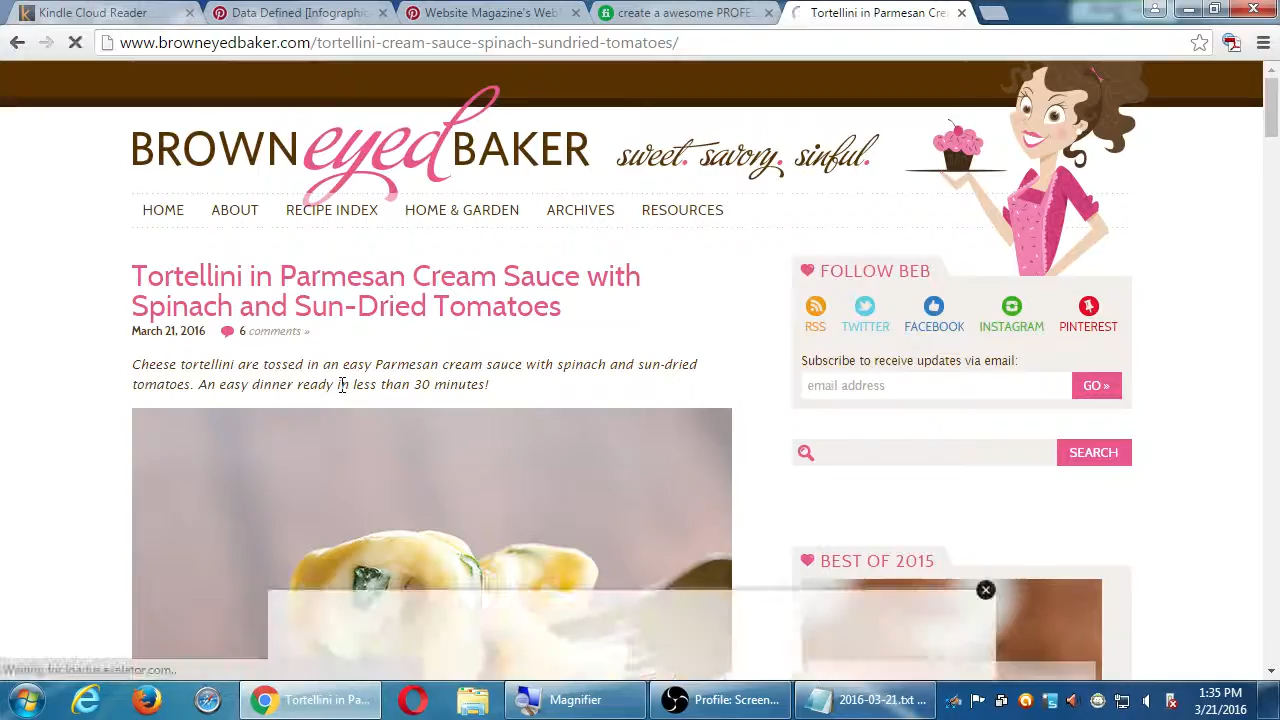 Kindle Cloud Reader
Data Defined [Infographic
Website Magazine's Web
create a awesome PROFE
Tortellini in Parmesan Cre
www.browneyedbaker.com/tortellini-cream-sauce-spinach-sundried-tomatoes/
BROWN eyed BAKER
sweet. savory. sinful.
HOME ABOUT RECIPE INDEX HOME & GARDEN ARCHIVES RESOURCES
Tortellini in Parmesan Cream Sauce with
Spinach and Sun-Dried Tomatoes
March 21, 2016 6 comments »
Cheese tortellini are tossed in an easy Parmesan cream sauce with spinach and sun-dried
tomatoes. An easy dinner ready in less than 30 minutes!
FOLLOW BEB
RSS TWITTER FACEBOOK INSTAGRAM PINTEREST
Subscribe to receive updates via email:
email address GO »
SEARCH
BEST OF 2015
Waiting for
Tortellini in Pa...
Magnifier
Profile: Screen...
2016-03-21.txt ...
1:35 PM
3/21/2016